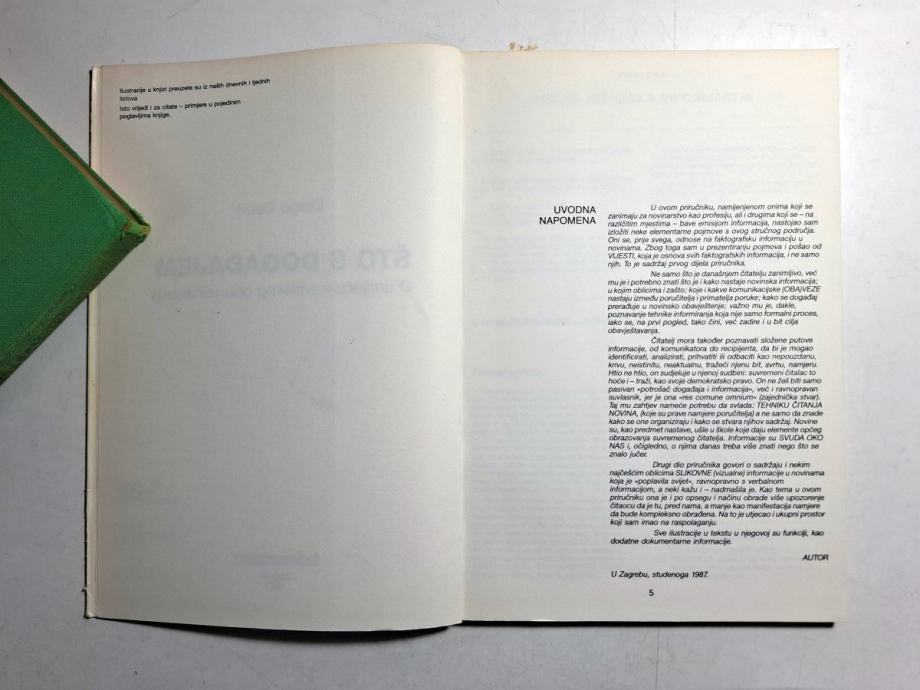 Ilustracije u knjizi preuzete su iz naših dnevnih i tjednih
listova
Isto vrijedi i za citate – primjere u pojedinim
poglavljima knjige.
UVODNA
NAPOMENA
U ovom priručniku, namijenjenom onima koji se
zanimaju za novinarstvo kao profesiju, ali i drugima koji se – na
različitim mjestima – bave emisijom informacija, nastojao sam
izložiti neke elementarne pojmove s ovog stručnog područja.
Oni se, prije svega, odnose na faktografsku informaciju u
novinama. Zbog toga sam u prezentiranju pojmova i pošao od
VIJESTI, koja je osnova svih faktografskih informacija, i ne samo
njih. To je sadržaj prvog dijela priručnika.
Ne samo što je današnjem čitatelju zanimljivo, već
mu je i potrebno znati što je i kako nastaje novinska informacija;
u kojim oblicima i zašto; koje i kakve komunikacijske (OBA)VEZE
nastaju između poručitelja i primatelja poruke; kako se događaj
prerađuje u novinsko obavještenje; važno mu je, dakle,
poznavanje tehnike informiranja koja nije samo formalni proces,
iako se, na prvi pogled, tako čini, već zadire i u bit cilja
obavještavanja.
Čitatelj mora također poznavati složene putove
informacije, od komunikatora do recipijenta, da bi je mogao
identificirati, analizirati, prihvatiti ili odbaciti kao nepouzdanu,
krivu, neistinitu, neaktualnu, tražeći njenu bit, svrhu, namjeru.
Htio ne htio, on sudjeluje u njenoj sudbini: suvremeni čitalac to
hoće i – traži, kao svoje demokratsko pravo. On ne želi biti samo
pasivan »potrošač događaja i informacija«, već i ravnopravan
suvlasnik, jer je ona »res comune omnium« (zajednička stvar).
Taj mu zahtjev nameće potrebu da svlada: TEHNIKU ČITANJA
NOVINA, (koje su prave namjere poručitelja) a ne samo da znade
kako se one organiziraju i kako se stvara njihov sadržaj. Novine
su, kao predmet nastave, ušle u škole koje daju elemente općeg
obrazovanja suvremenog čitatelja. Informacije su SVUDA OKO
NAS i, očigledno, o njima danas treba više znati nego što se
znalo jučer.
Drugi dio priručnika govori o sadržaju i nekim
najčešćim oblicima SLIKOVNE (vizualne) informacije u novinama
koja je »poplavila svijet«, ravnopravno s verbalnom
informacijom, a neki kažu i – nadmašila je. Kao tema u ovom
priručniku ona je i po opsegu i načinu obrade više upozorenje
čitaocu da je tu, pred nama, a manje kao manifestacija namjere
da bude kompleksno obrađena. Na to je utjecao i ukupni prostor
koji sam imao na raspolaganju.
Sve ilustracije u tekstu u njegovoj su funkciji, kao
dodatne dokumentarne informacije.
AUTOR
U Zagrebu, studenoga 1987.
5